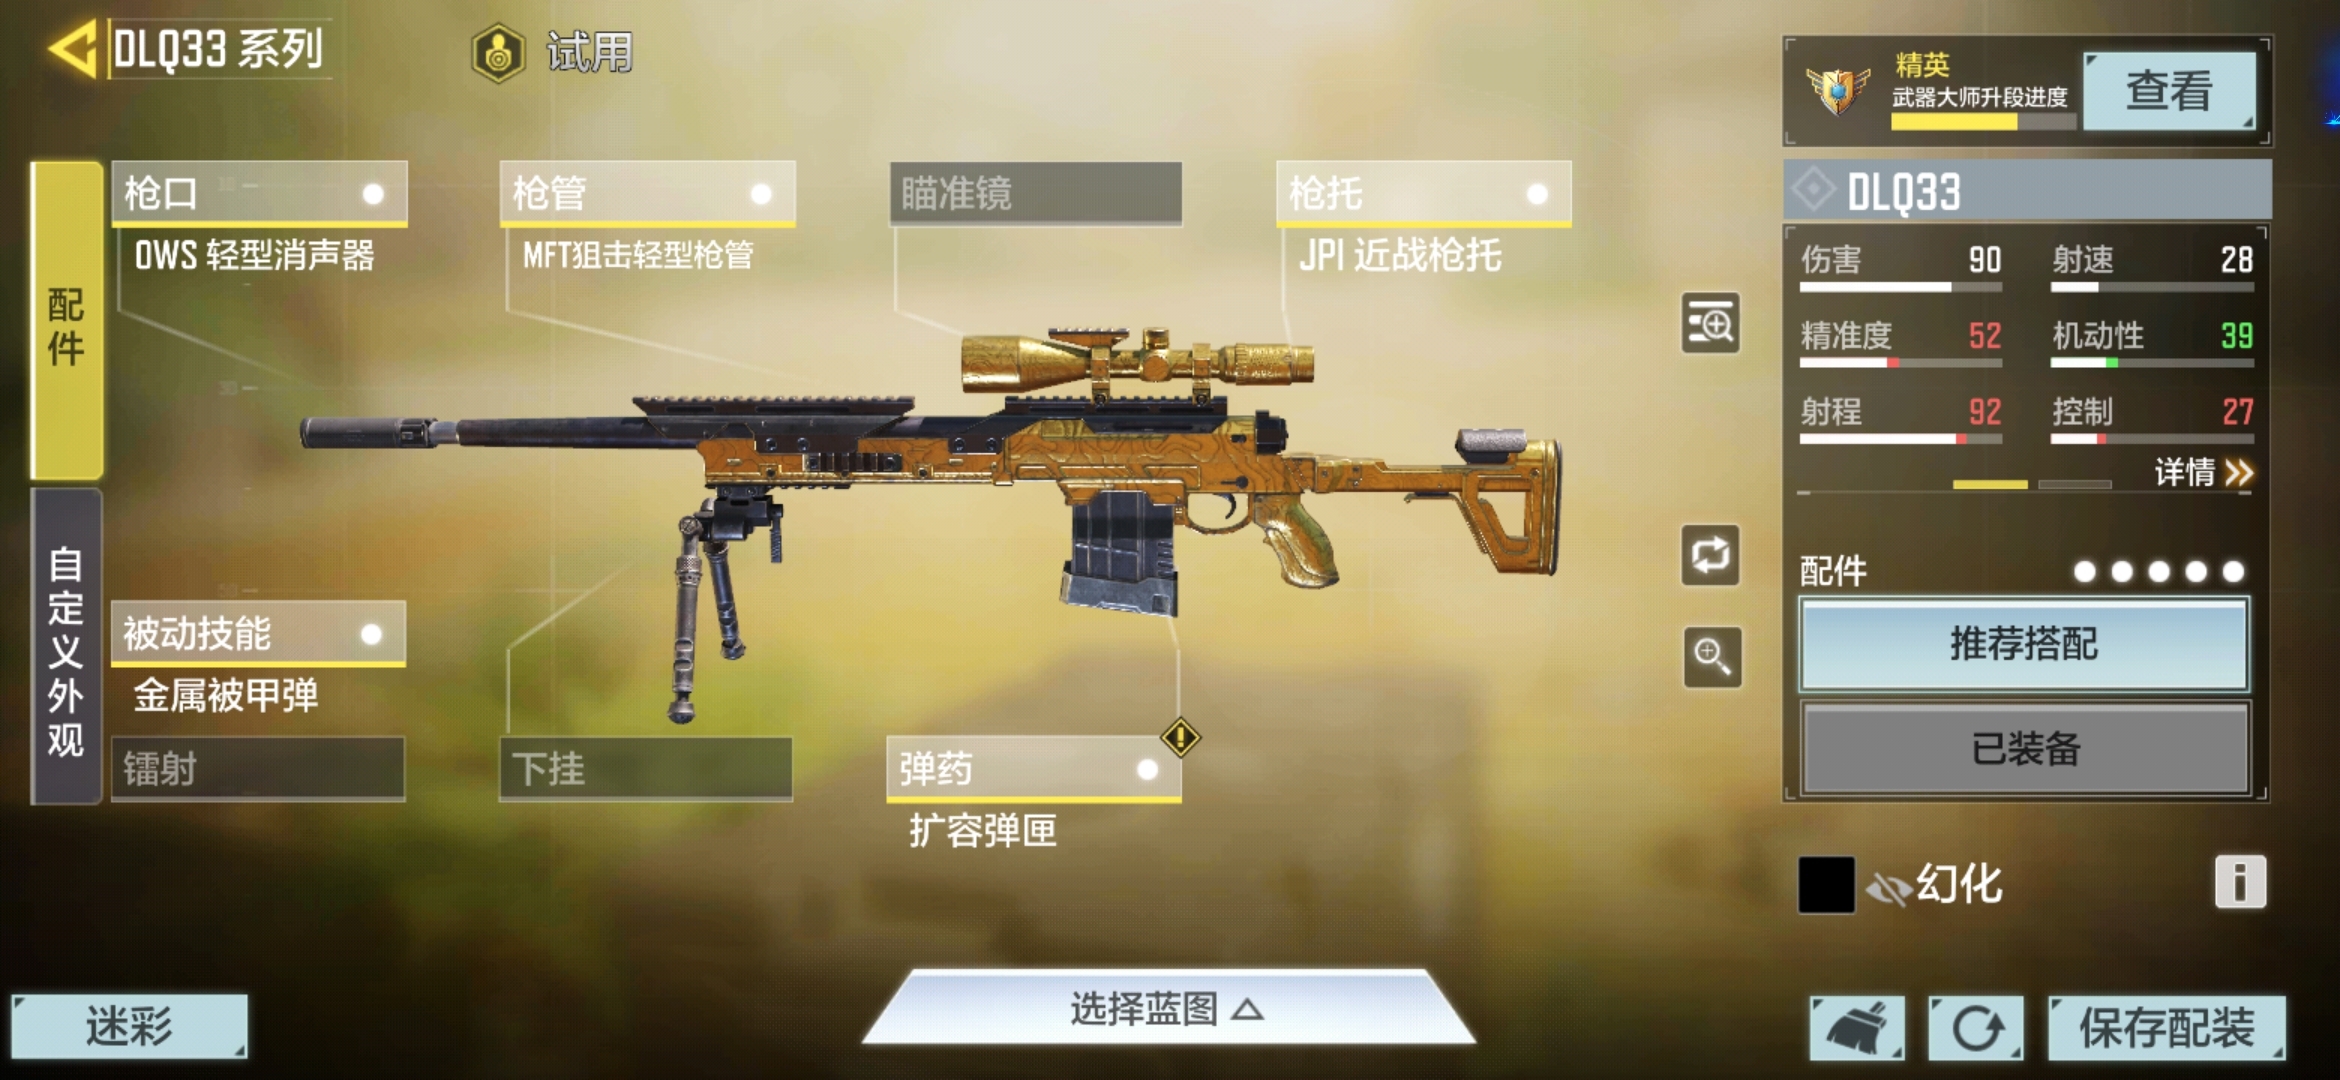 DLQ33 系列
试用
精英
武器大师升段进度
查看
枪口
OWS 轻型消声器
枪管
MFT狙击轻型枪管
瞄准镜
枪托
JPI 近战枪托
配件
自定义外观
被动技能
金属被甲弹
镭射
下挂
弹药
扩容弹匣
DLQ33
伤害 90 射速 28
精准度 52 机动性 39
射程 92 控制 27
详情
配件
推荐搭配
已装备
幻化
迷彩
选择蓝图
保存配装